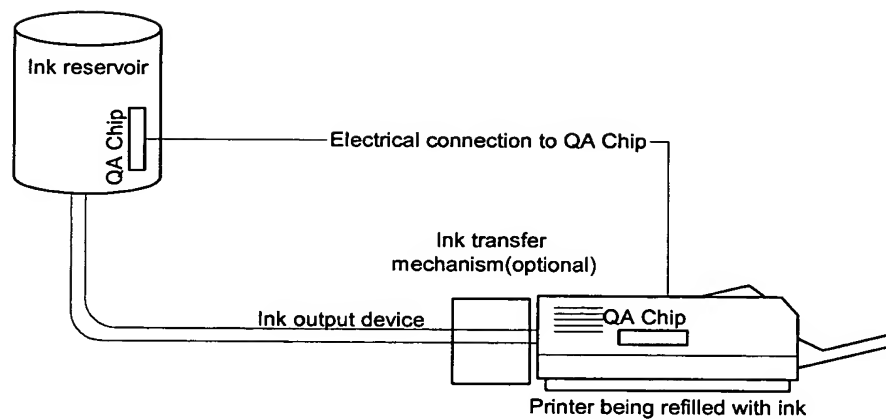 Ink reservoir
QA Chip
Electrical connection to QA Chip
Ink transfer
mechanism(optional)
Ink output device
QA Chip
Printer being refilled with ink